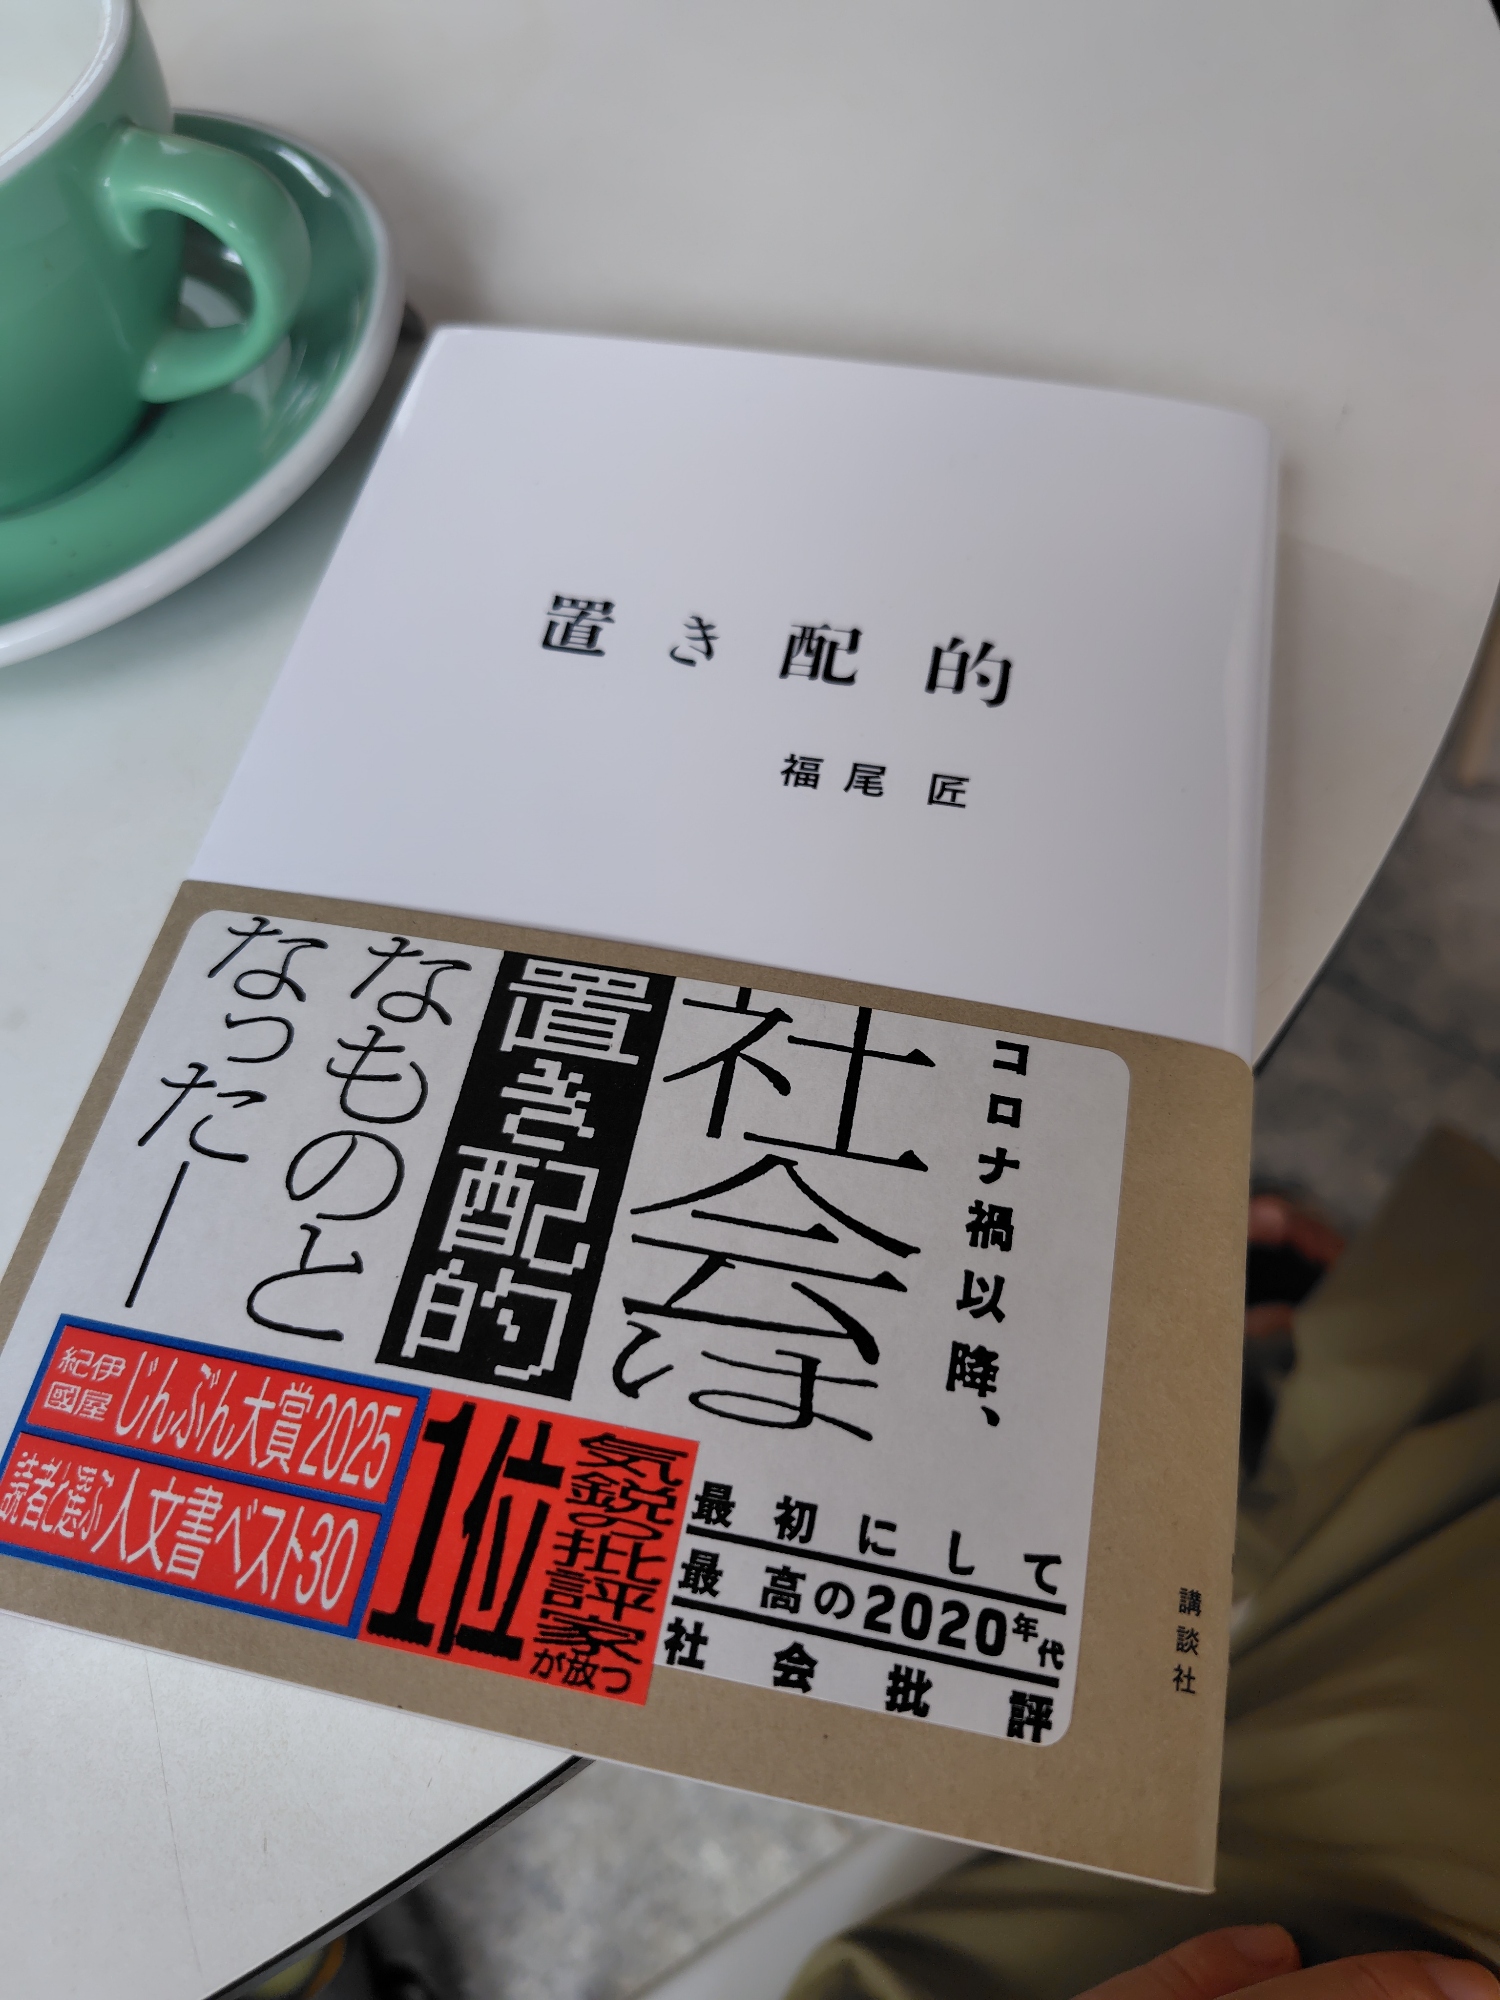 置き配的
福尾 匠
コロナ禍以降、
社会は
置き配的
なものと
なった―
最初にして
最高の2020年代
社会批評
気鋭の批評家が放つ
1位
紀伊國屋じんぶん大賞2025
読者と選ぶ人文書ベスト30
講談社